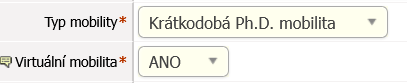 Typ mobility* Krátkodobá Ph.D. mobilita
Virtuální mobilita* ANO